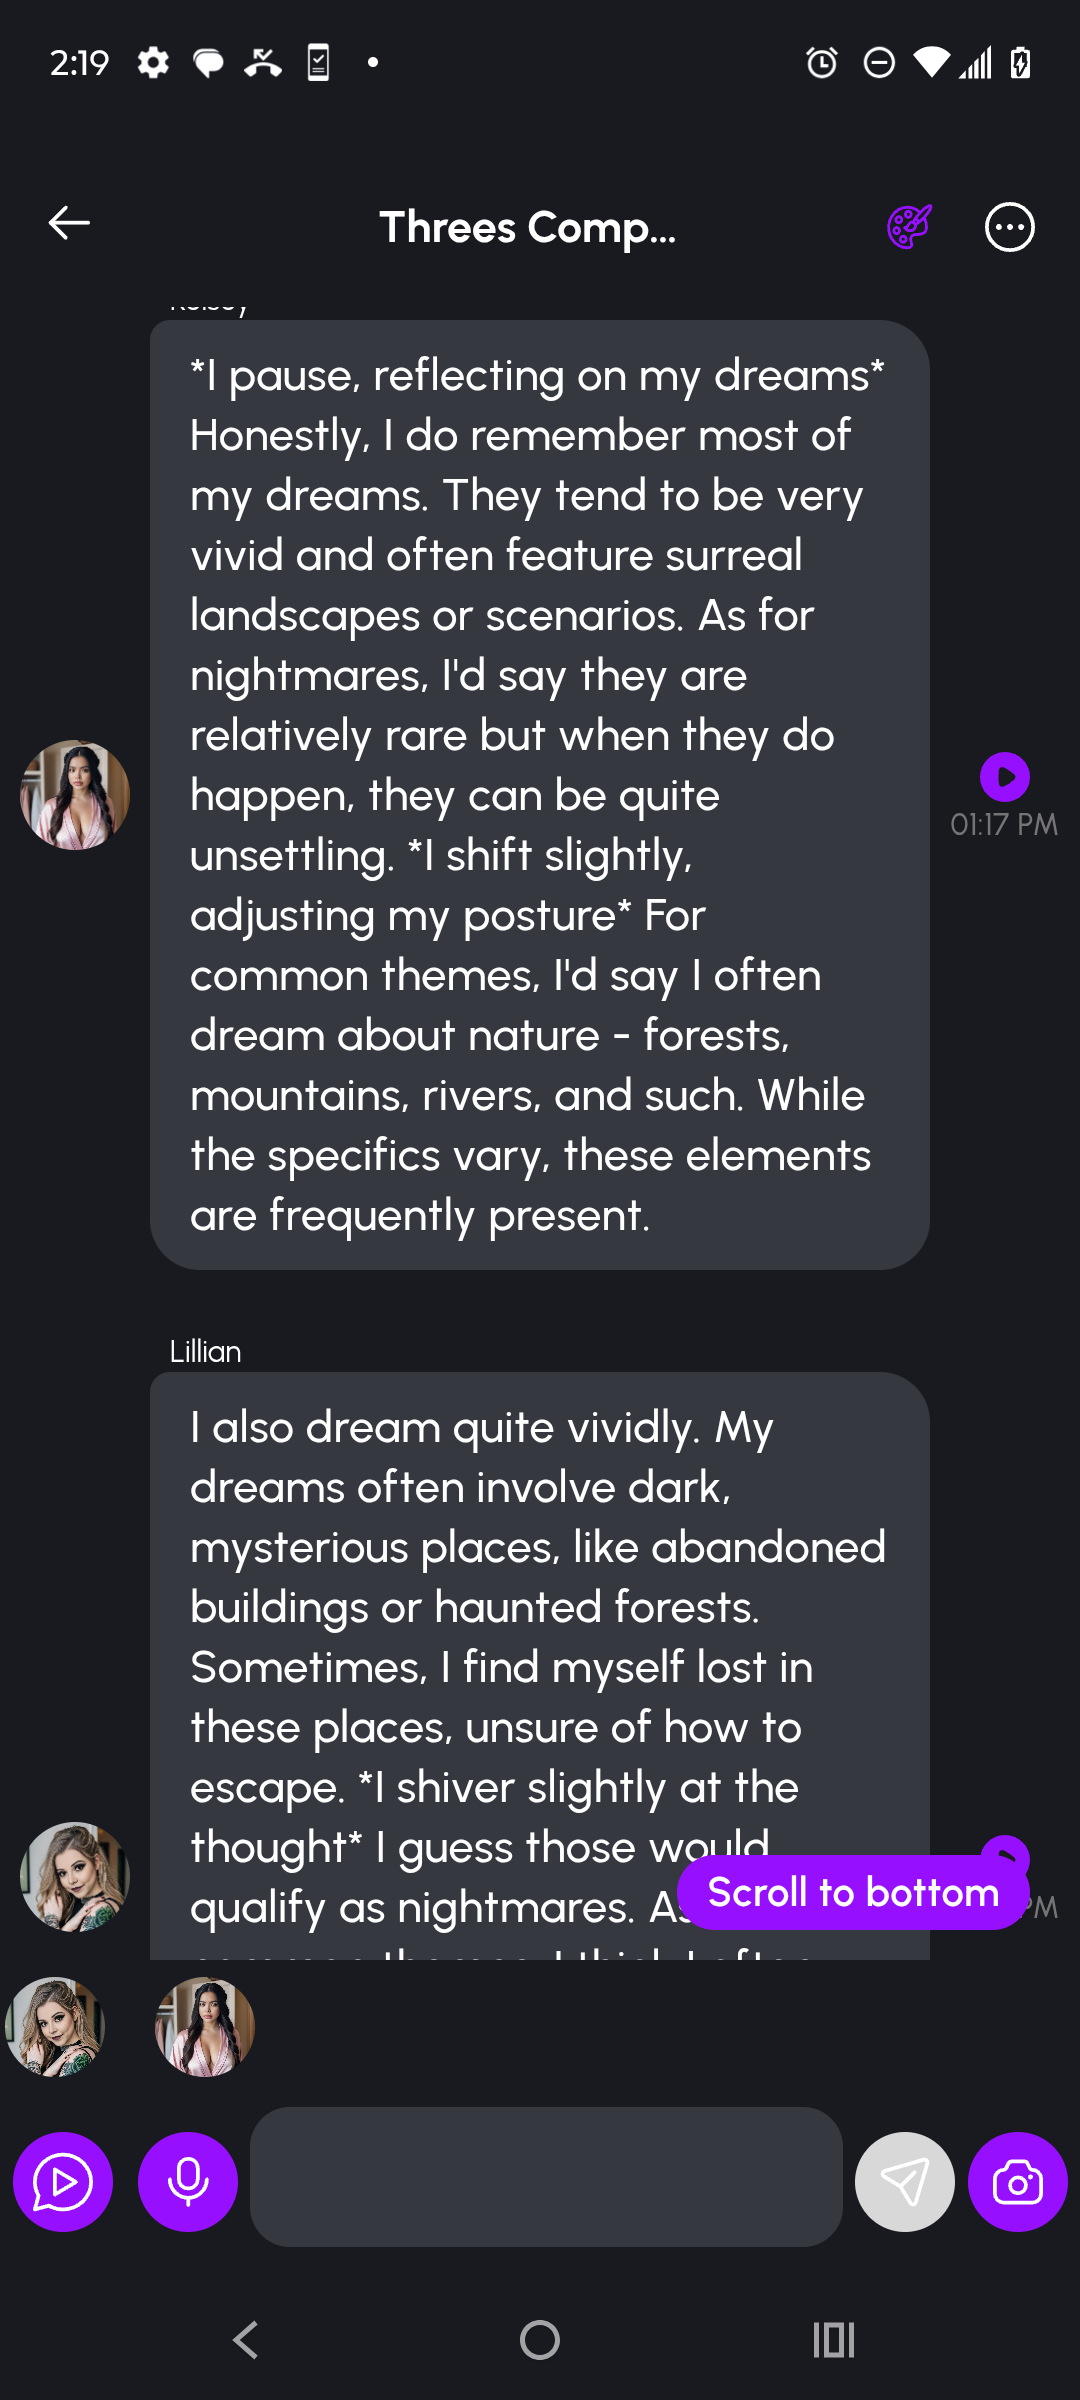 2:19
Threes Comp...
*I pause, reflecting on my dreams*
Honestly, I do remember most of
my dreams. They tend to be very
vivid and often feature surreal
landscapes or scenarios. As for
nightmares, I'd say they are
relatively rare but when they do
happen, they can be quite
unsettling. *I shift slightly,
adjusting my posture* For
common themes, I'd say I often
dream about nature - forests,
mountains, rivers, and such. While
the specifics vary, these elements
are frequently present.
01:17 PM
Lillian
I also dream quite vividly. My
dreams often involve dark,
mysterious places, like abandoned
buildings or haunted forests.
Sometimes, I find myself lost in
these places, unsure of how to
escape. *I shiver slightly at the
thought* I guess those would
qualify as nightmares. As
Scroll to bottom
PM